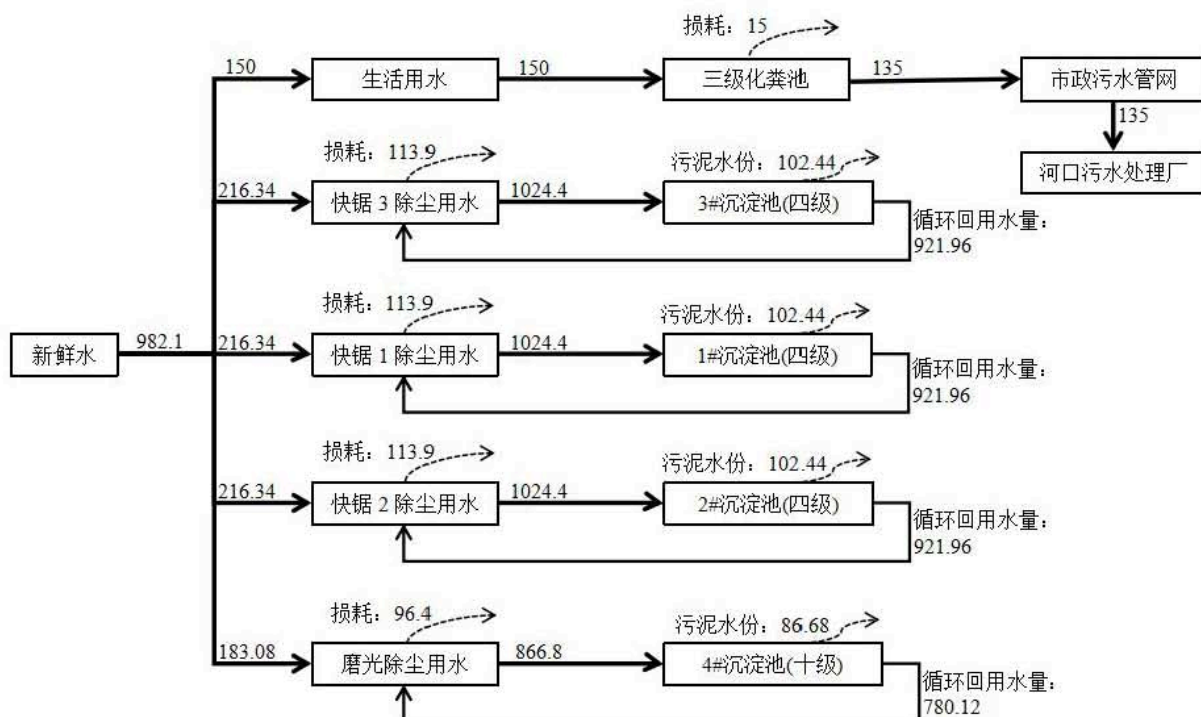 损耗：15
150
生活用水
150
三级化粪池
135
市政污水管网
135
河口污水处理厂
损耗：113.9
污泥水份：102.44
216.34
快锯3除尘用水
1024.4
3#沉淀池(四级)
循环回用水量：
921.96
损耗：113.9
污泥水份：102.44
新鲜水
982.1
216.34
快锯1除尘用水
1024.4
1#沉淀池(四级)
循环回用水量：
921.96
损耗：113.9
污泥水份：102.44
216.34
快锯2除尘用水
1024.4
2#沉淀池(四级)
循环回用水量：
921.96
损耗：96.4
污泥水份：86.68
183.08
磨光除尘用水
866.8
4#沉淀池(十级)
循环回用水量：
780.12